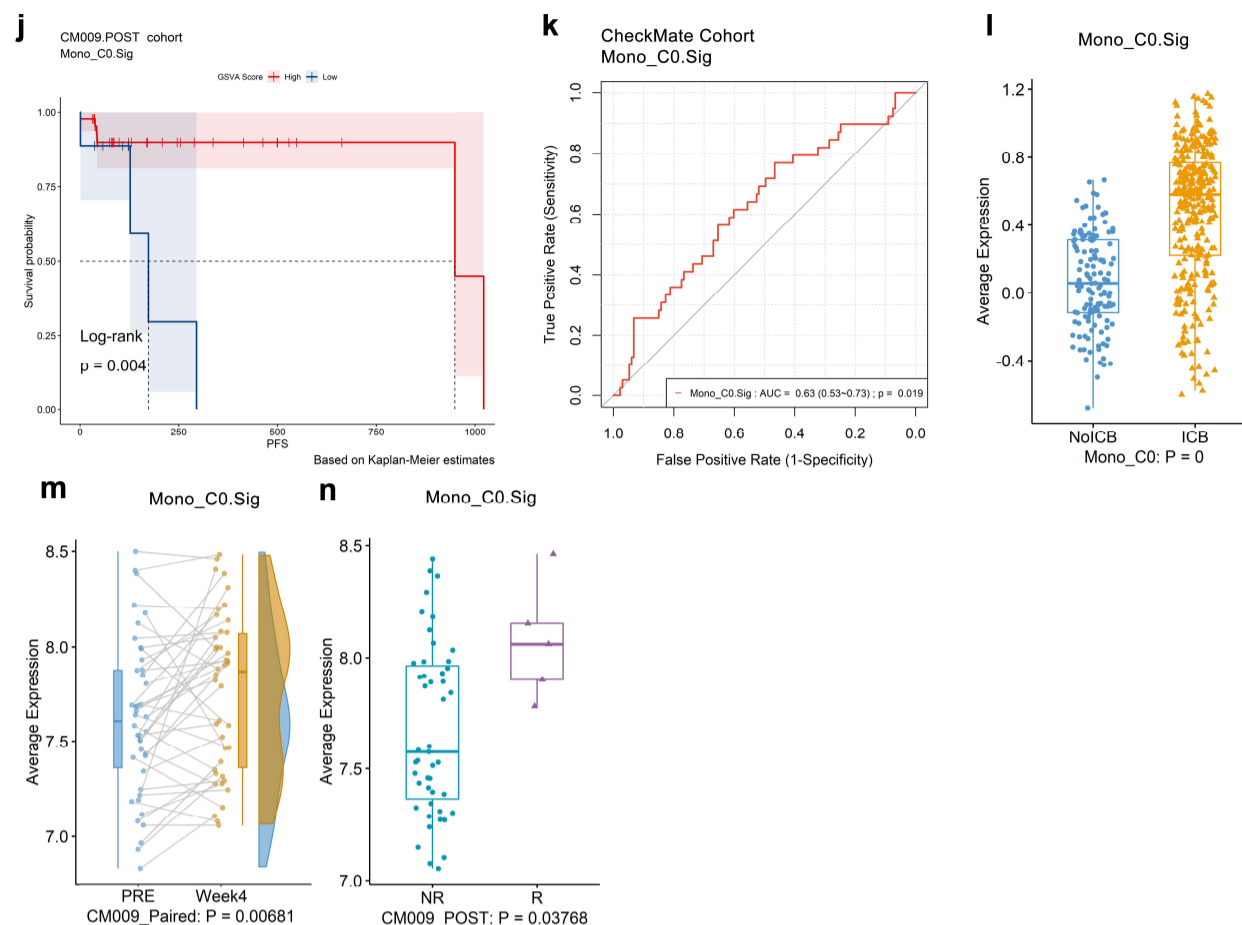 j
CM009.POST cohort
Mono_C0.Sig
GSVA Score High Low
1.00
0.75
0.50
0.25
0.00
Survival probability
Log-rank
p = 0.004
0 250 500 750 1000
PFS
Based on Kaplan-Meier estimates
k
CheckMate Cohort
Mono_C0.Sig
1.0
0.8
0.6
0.4
0.2
0.0
True Positive Rate (Sensitivity)
Mono_C0.Sig : AUC = 0.63 (0.53~0.73) ; p = 0.019
1.0 0.8 0.6 0.4 0.2 0.0
False Positive Rate (1-Specificity)
l
Mono_C0.Sig
1.2
0.8
0.4
0.0
-0.4
Average Expression
NoICB ICB
Mono_C0: P = 0
m
Mono_C0.Sig
8.5
8.0
7.5
7.0
Average Expression
PRE Week4
CM009_Paired: P = 0.00681
n
Mono_C0.Sig
8.5
8.0
7.5
7.0
Average Expression
NR R
CM009 POST: P = 0.03768